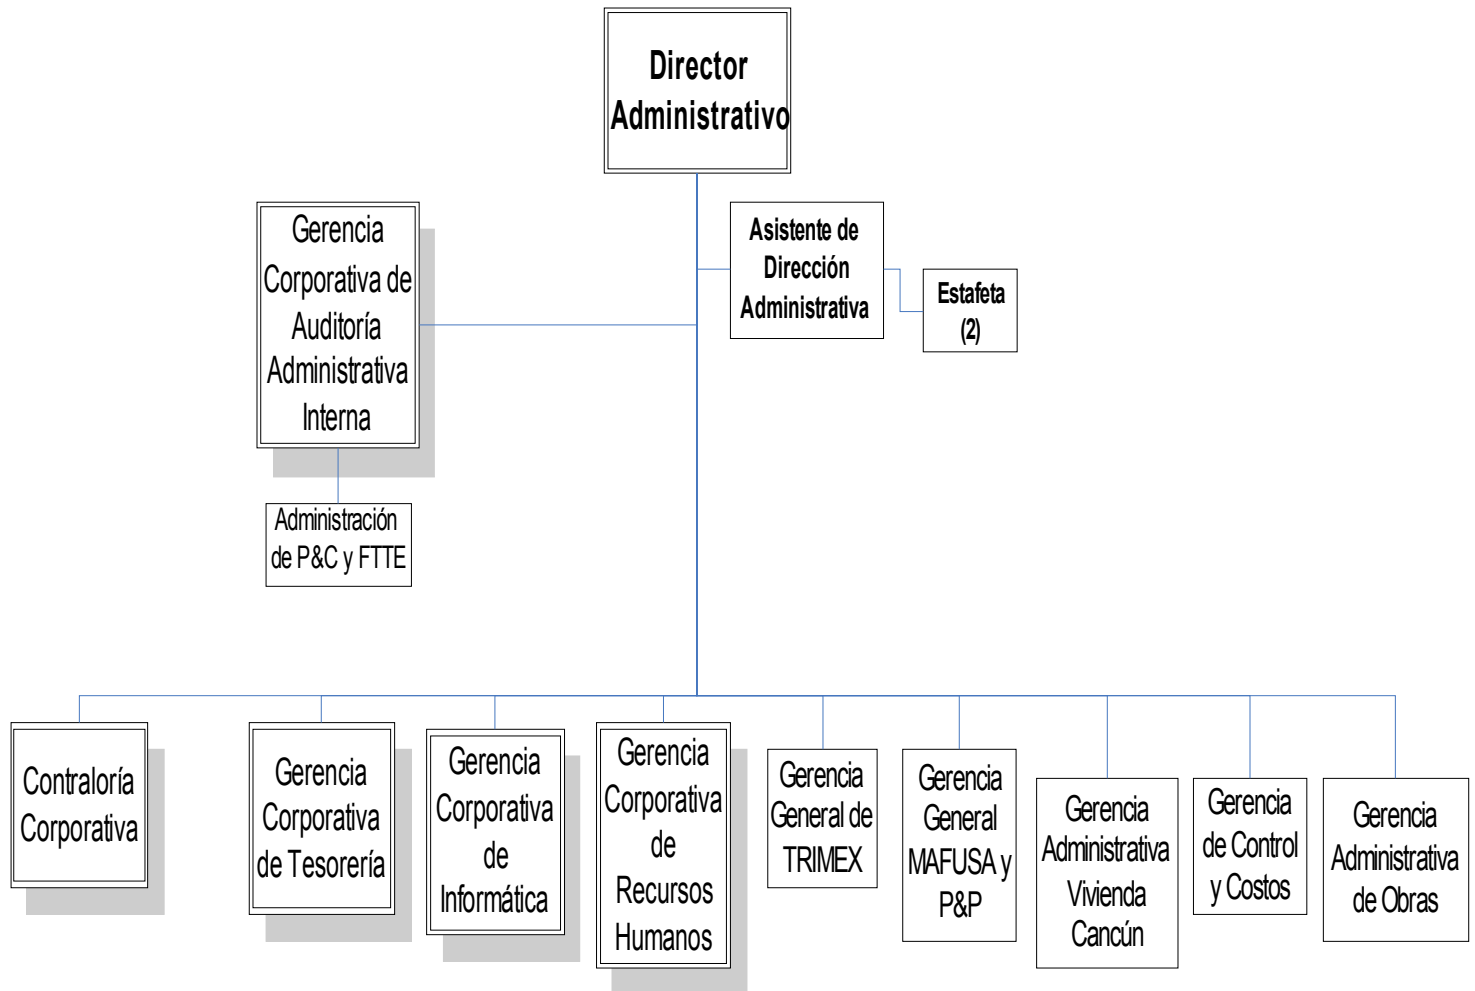 Director
Administrativo
Gerencia
Corporativa de
Auditoría
Administrativa
Interna
Asistente de
Dirección
Administrativa
Estafeta
(2)
Administración
de P&C y FTTE
Contraloría
Corporativa
Gerencia
Corporativa
de Tesorería
Gerencia
Corporativa
de
Informática
Gerencia
Corporativa
de
Recursos
Humanos
Gerencia
General de
TRIMEX
Gerencia
General
MAFUSA y
P&P
Gerencia
Administrativa
Vivienda
Cancún
Gerencia
de Control
y Costos
Gerencia
Administrativa
de Obras